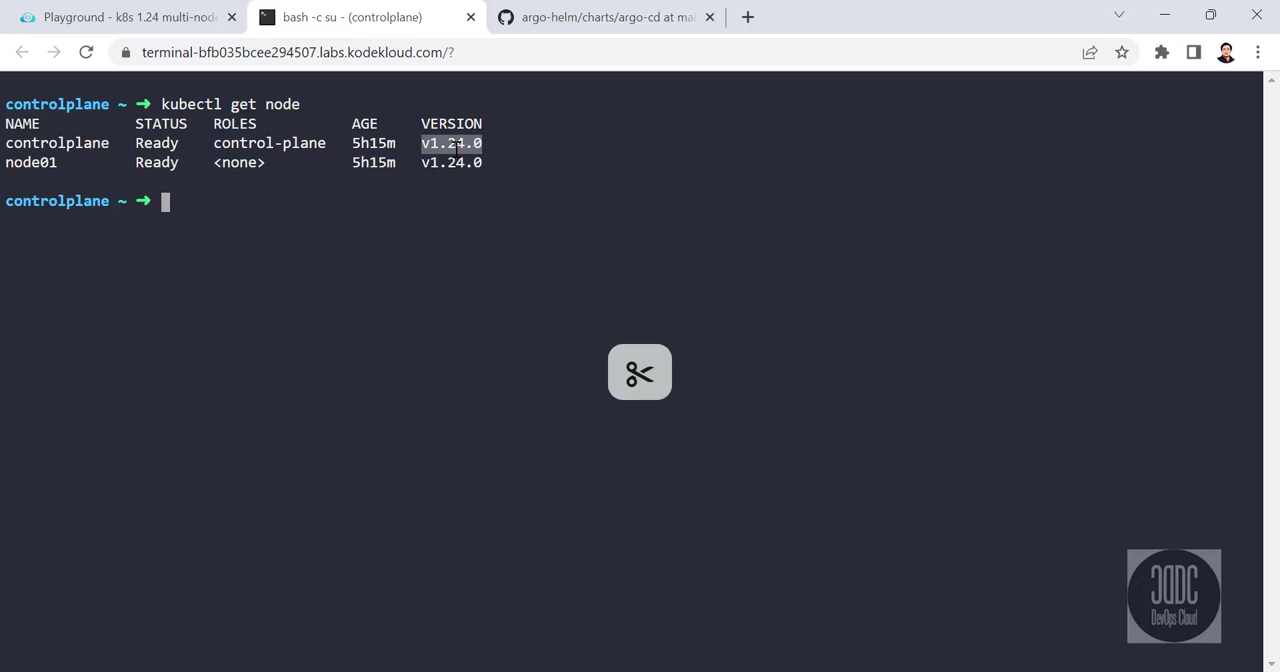 Playground - k8s 1.24 multi-node
bash -c su - (controlplane)
argo-helm/charts/argo-cd at mai
terminal-bfb035bcee294507.labs.kodekloud.com/?
controlplane ~ ➜ kubectl get node
NAME STATUS ROLES AGE VERSION
controlplane Ready control-plane 5h15m v1.24.0
node01 Ready <none> 5h15m v1.24.0
controlplane ~ ➜
DevOps Cloud